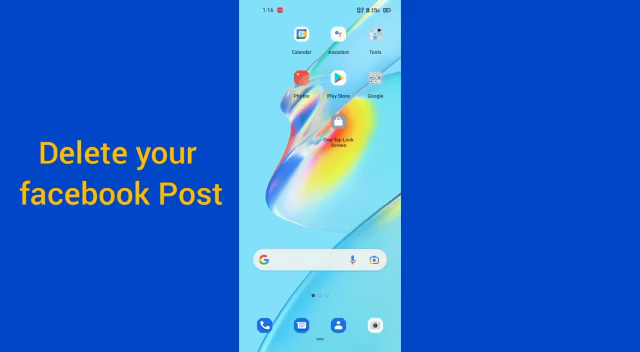 1:16
Calendar
Assistant
Tools
Photos
Play Store
Google
One Tap Lock
Screen
Delete your
facebook Post